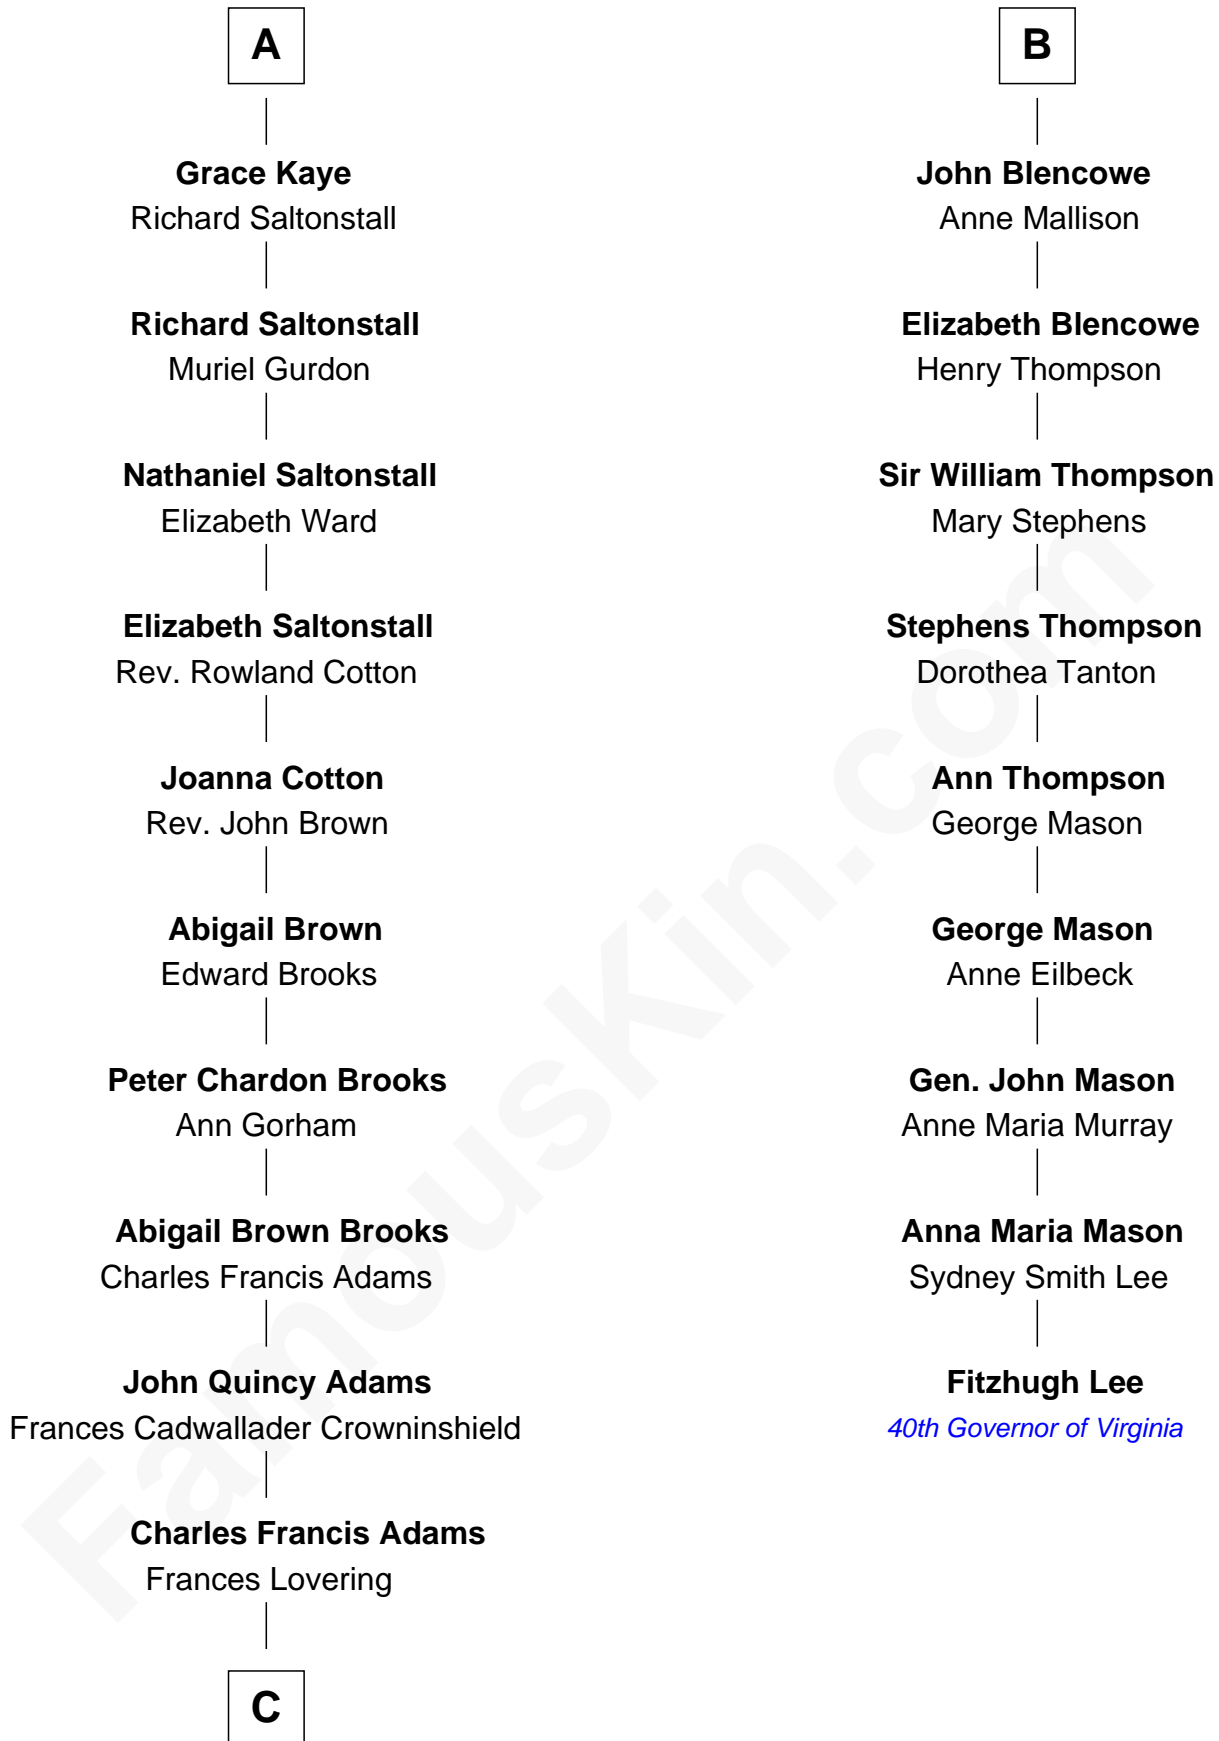 A
Grace Kaye
Richard Saltonstall
Richard Saltonstall
Muriel Gurdon
Nathaniel Saltonstall
Elizabeth Ward
Elizabeth Saltonstall
Rev. Rowland Cotton
Joanna Cotton
Rev. John Brown
Abigail Brown
Edward Brooks
Peter Chardon Brooks
Ann Gorham
Abigail Brown Brooks
Charles Francis Adams
John Quincy Adams
Frances Cadwallader Crowninshield
Charles Francis Adams
Frances Lovering
C
B
John Blencowe
Anne Mallison
Elizabeth Blencowe
Henry Thompson
Sir William Thompson
Mary Stephens
Stephens Thompson
Dorothea Tanton
Ann Thompson
George Mason
George Mason
Anne Eilbeck
Gen. John Mason
Anne Maria Murray
Anna Maria Mason
Sydney Smith Lee
Fitzhugh Lee
40th Governor of Virginia
FamousKin.com